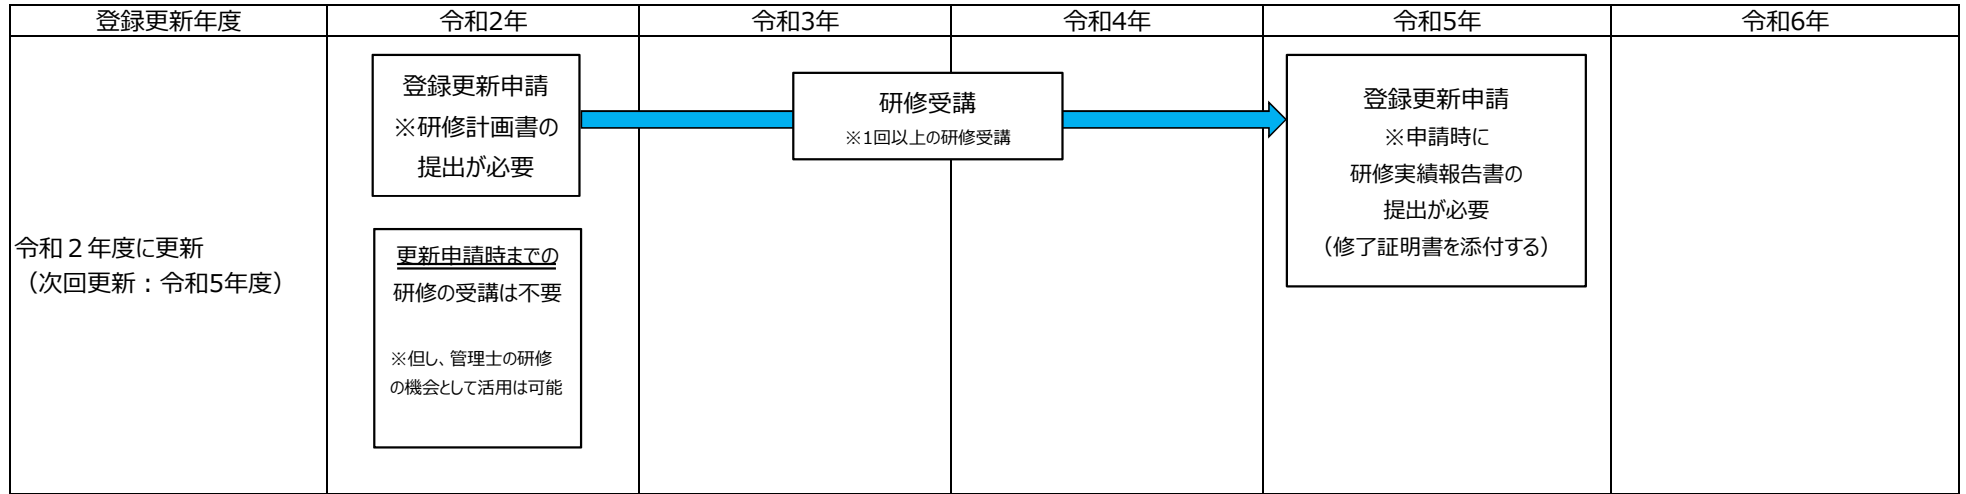 登録更新年度 令和2年 令和3年 令和4年 令和5年 令和6年
令和２年度に更新
（次回更新：令和5年度）
登録更新申請
※研修計画書の
提出が必要
更新申請時までの
研修の受講は不要
※但し、管理士の研修
の機会として活用は可能
研修受講
※1回以上の研修受講
登録更新申請
※申請時に
研修実績報告書の
提出が必要
（修了証明書を添付する）